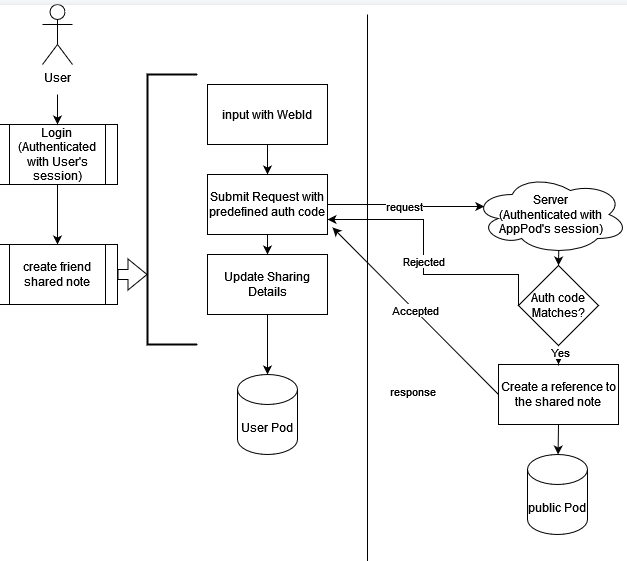 User
Login
(Authenticated
with User's
session)
create friend
shared note
input with WebId
Submit Request with
predefined auth code
Update Sharing
Details
User Pod
request
Rejected
Accepted
response
Server
(Authenticated with
AppPod's session)
Auth code
Matches?
Yes
Create a reference to
the shared note
public Pod